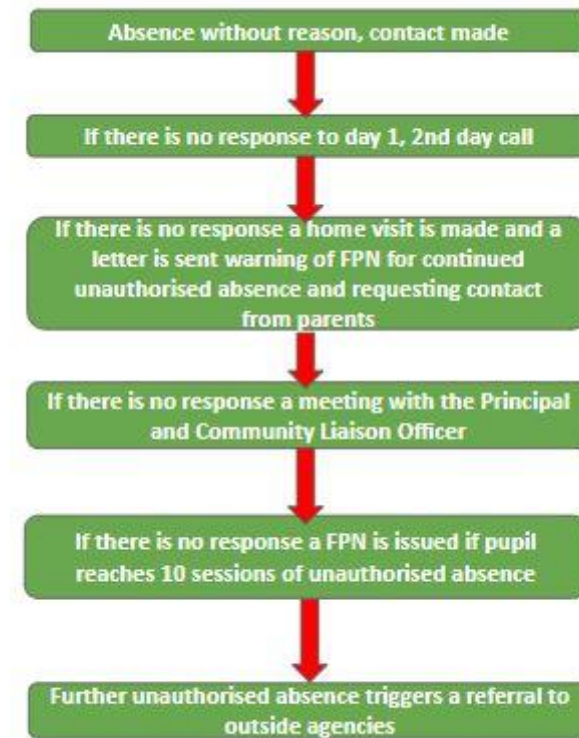 Absence without reason, contact made
If there is no response to day 1, 2nd day call
If there is no response a home visit is made and a
letter is sent warning of FPN for continued
unauthorised absence and requesting contact
from parents
If there is no response a meeting with the Principal
and Community Liaison Officer
If there is no response a FPN is issued if pupil
reaches 10 sessions of unauthorised absence
Further unauthorised absence triggers a referral to
outside agencies